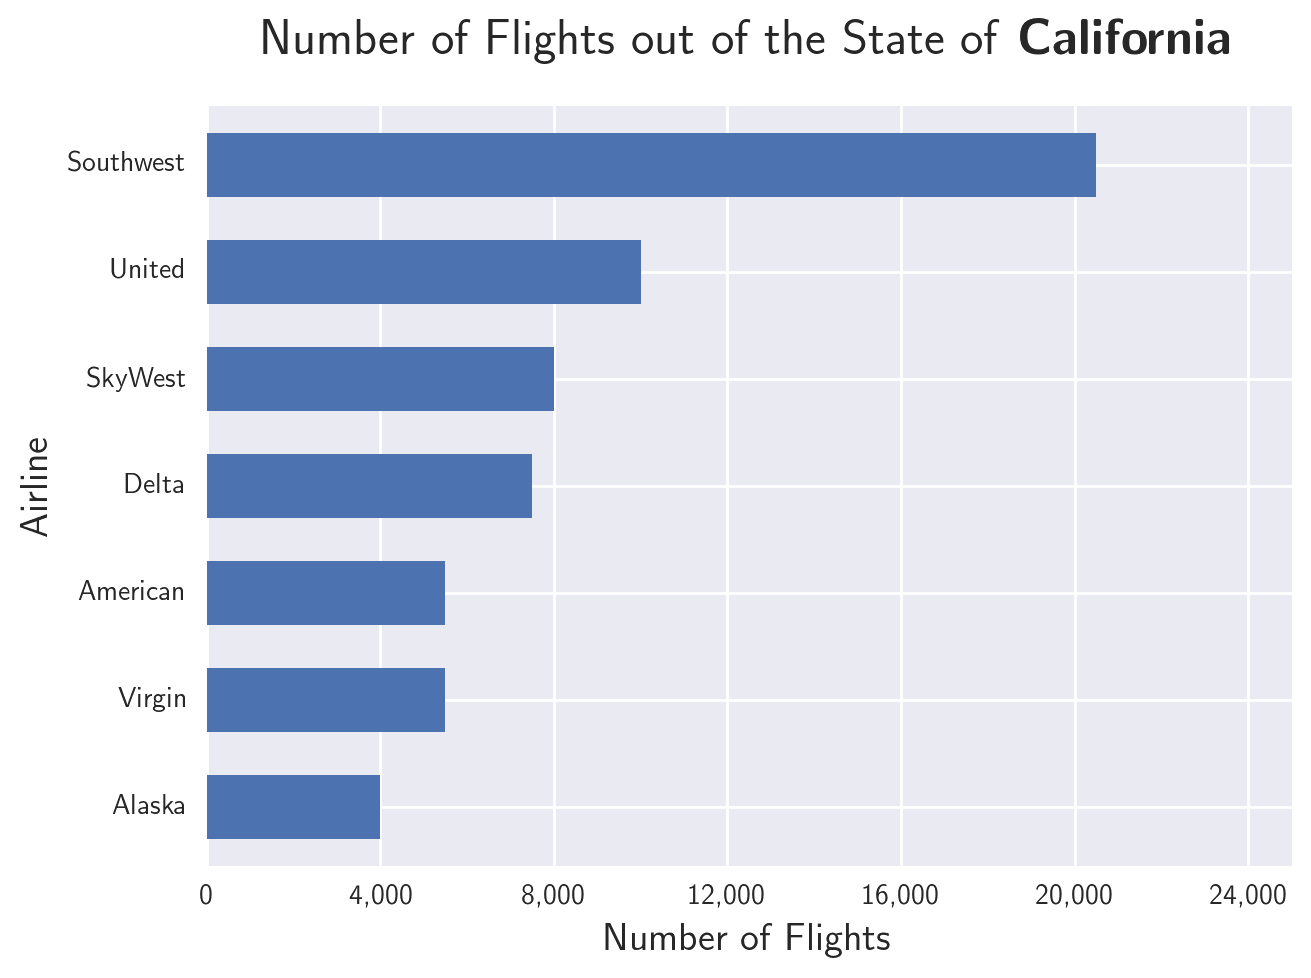 Number of Flights out of the State of California
Southwest
United
SkyWest
Delta
American
Virgin
Alaska
Airline
0 4,000 8,000 12,000 16,000 20,000 24,000
Number of Flights